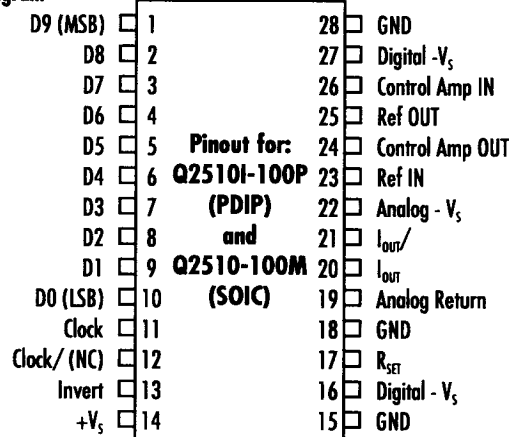 D9 (MSB) 1 28 GND
D8 2 27 Digital -Vs
D7 3 26 Control Amp IN
D6 4 25 Ref OUT
D5 5 Pinout for: 24 Control Amp OUT
D4 6 Q2510I-100P 23 Ref IN
D3 7 (PDIP) 22 Analog - Vs
D2 8 and 21 IOUT/
D1 9 Q2510-100M 20 IOUT
D0 (LSB) 10 (SOIC) 19 Analog Return
Clock 11 18 GND
Clock/ (NC) 12 17 RSET
Invert 13 16 Digital - Vs
+Vs 14 15 GND